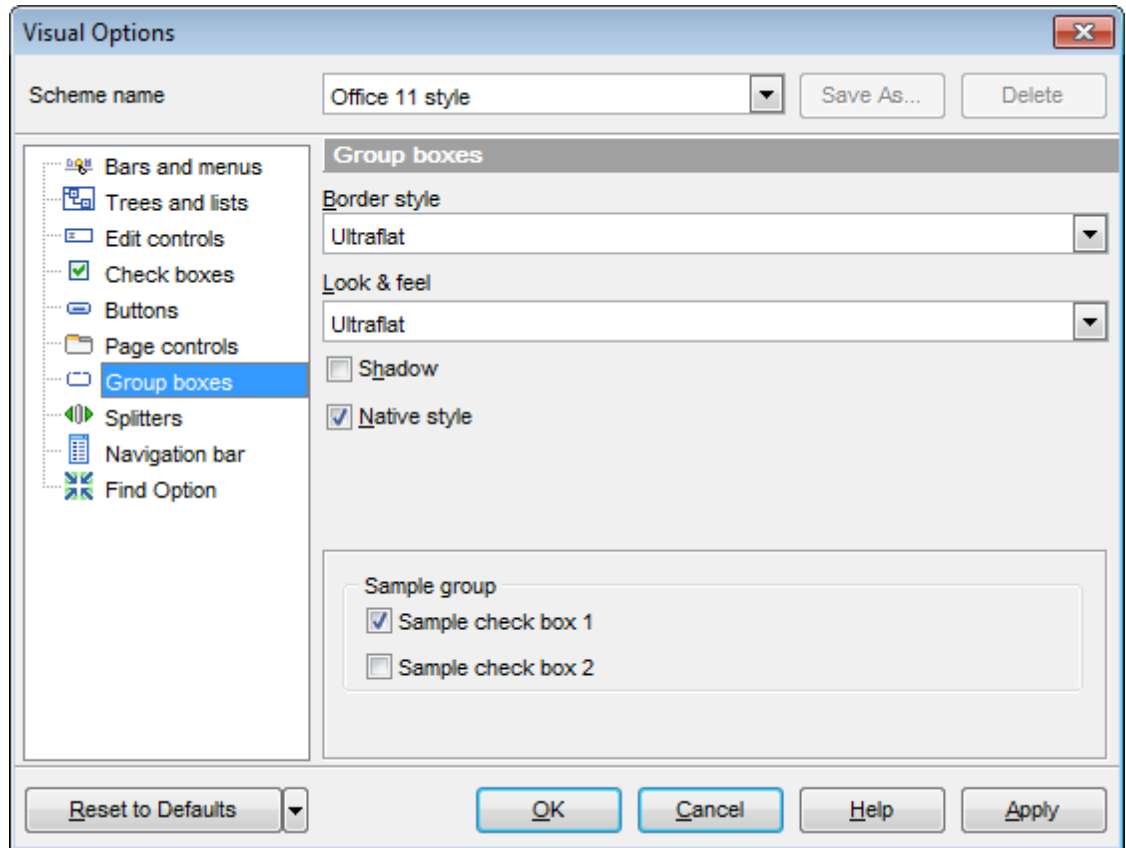 Visual Options
Scheme name
Office 11 style
Save As...
Delete
Bars and menus
Trees and lists
Edit controls
Check boxes
Buttons
Page controls
Group boxes
Splitters
Navigation bar
Find Option
Group boxes
Border style
Ultraflat
Look & feel
Ultraflat
Shadow
Native style
Sample group
Sample check box 1
Sample check box 2
Reset to Defaults
OK
Cancel
Help
Apply